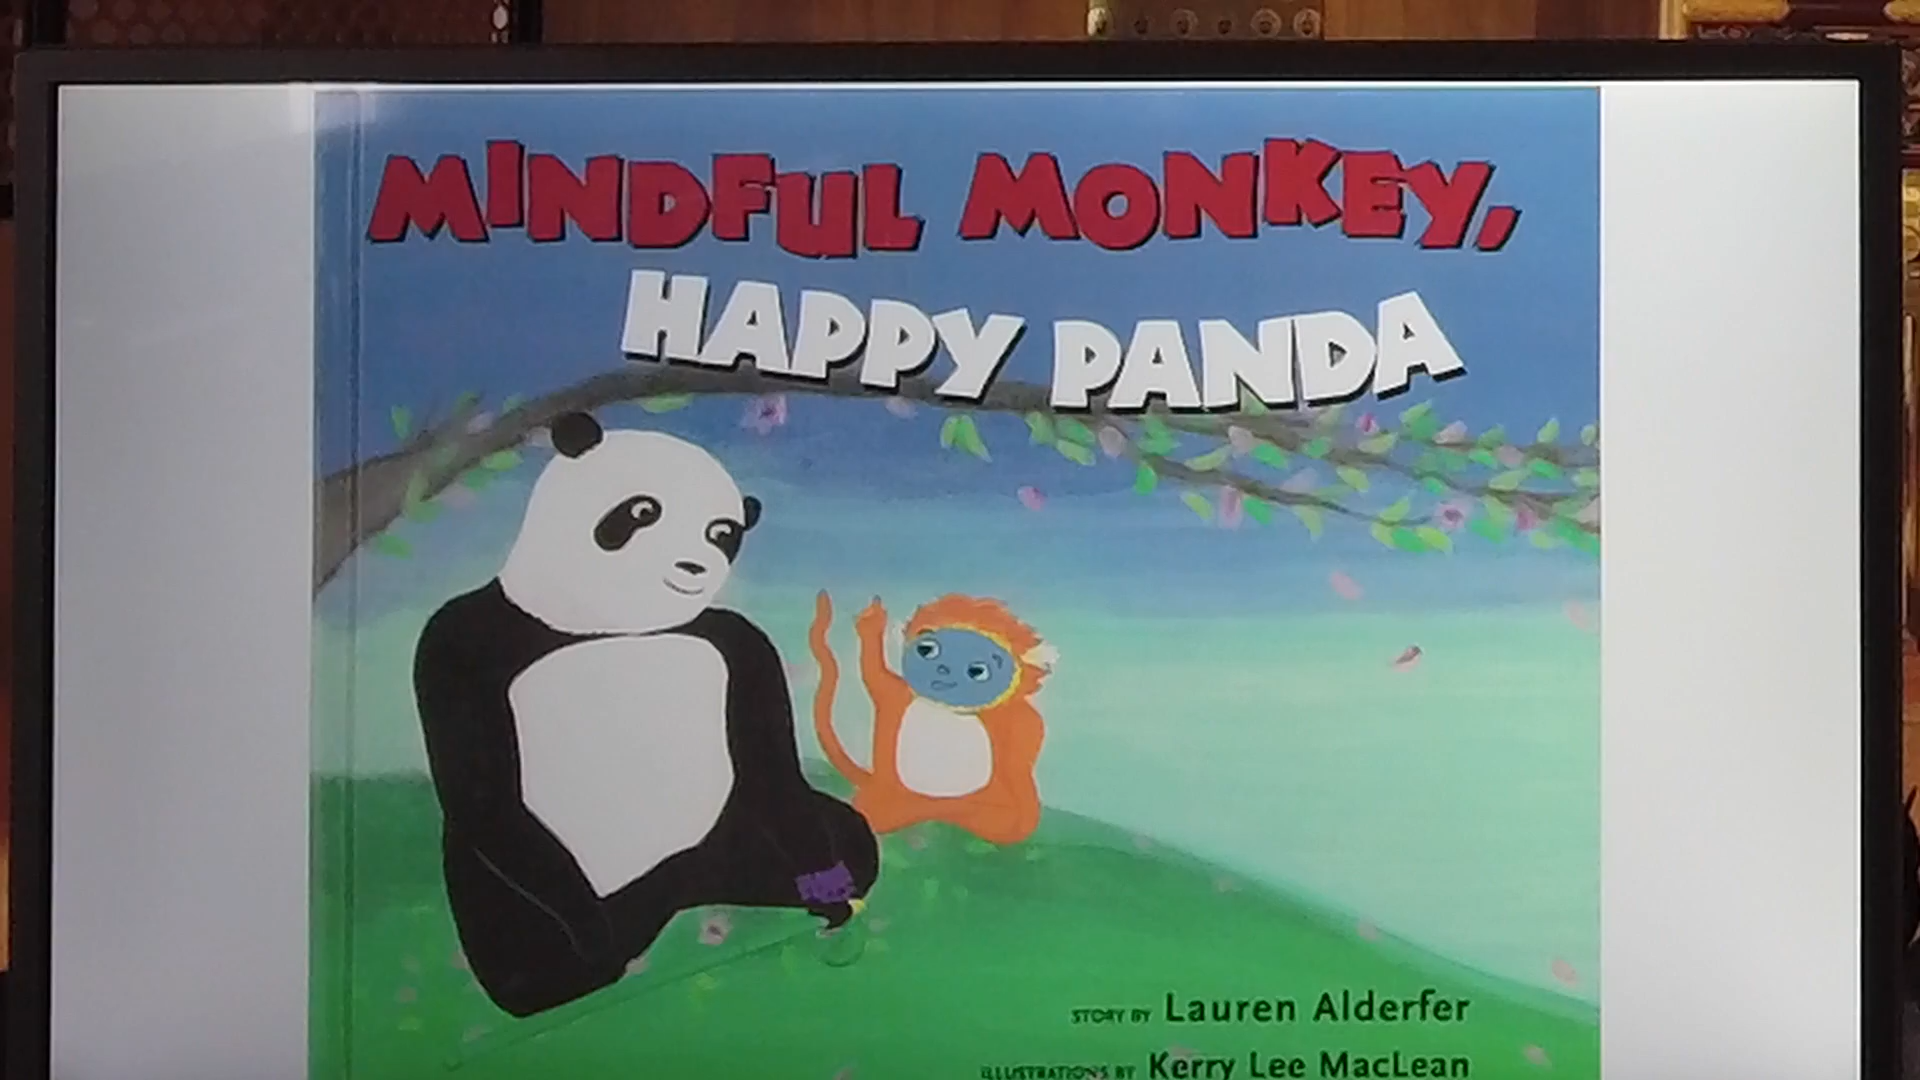 MINDFUL MONKEY,
HAPPY PANDA
STORY BY Lauren Alderfer
ILLUSTRATIONS BY Kerry Lee MacLean